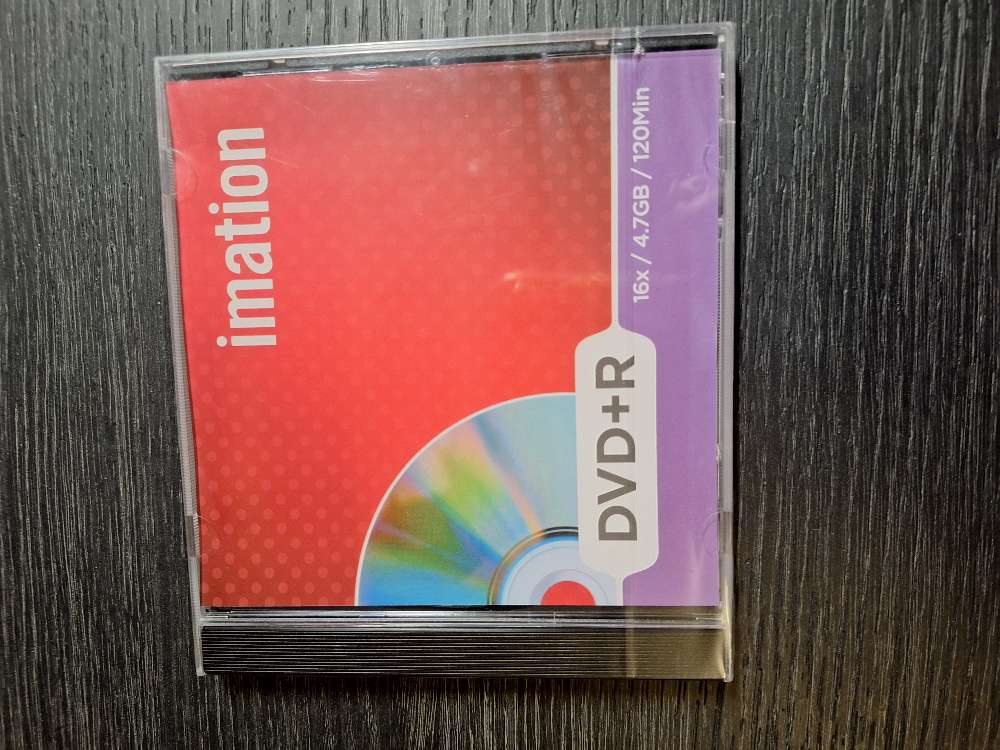 imation
16x / 4.7GB / 120Min
DVD+R